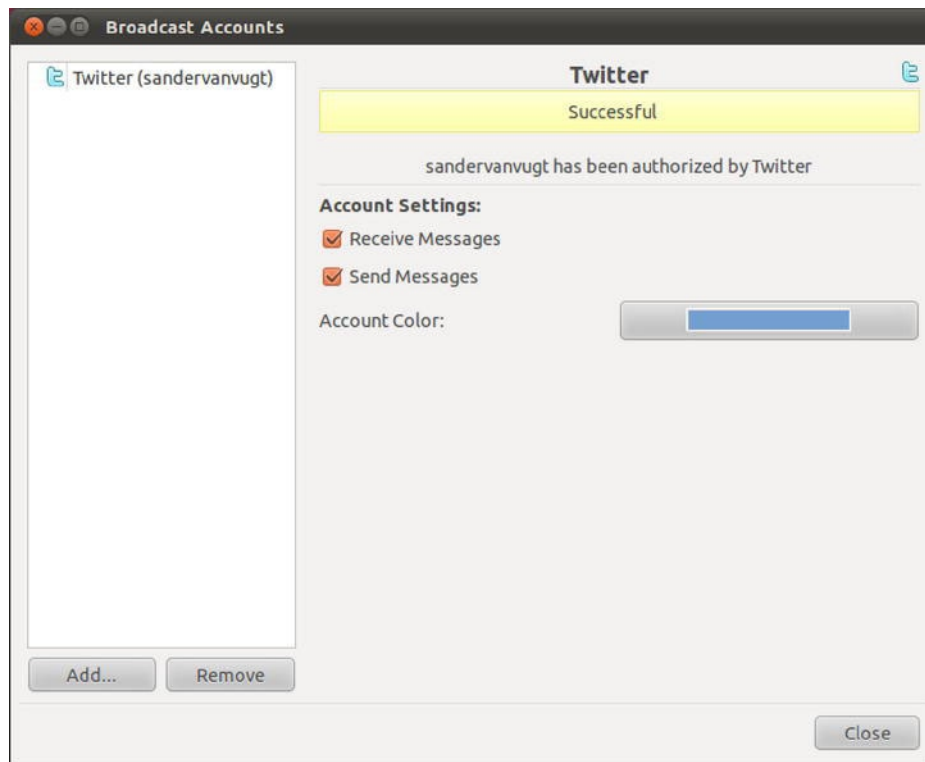 Broadcast Accounts
Twitter (sandervanvugt)
Twitter
Successful
sandervanvugt has been authorized by Twitter
Account Settings:
Receive Messages
Send Messages
Account Color:
Add...
Remove
Close